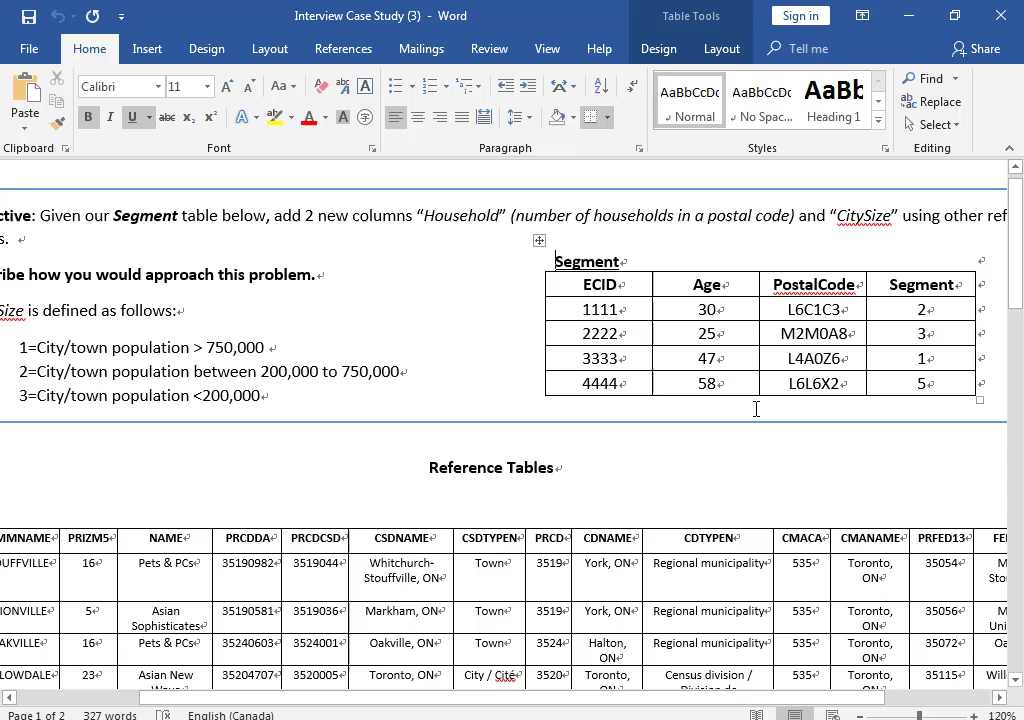 Interview Case Study (3) - Word
Table Tools
Sign in
File Home Insert Design Layout References Mailings Review View Help Design Layout Tell me Share
Paste
Calibri 11
Find
Replace
Select
AaBbCcDc AaBbCcDc AaBb
Normal No Spac... Heading 1
Clipboard Font Paragraph Styles Editing
ctive: Given our Segment table below, add 2 new columns “Household” (number of households in a postal code) and “CitySize” using other ref
s.
ribe how you would approach this problem.
Size is defined as follows:
1=City/town population > 750,000
2=City/town population between 200,000 to 750,000
3=City/town population <200,000
Segment
ECID Age PostalCode Segment
1111 30 L6C1C3 2
2222 25 M2M0A8 3
3333 47 L4A0Z6 1
4444 58 L6L6X2 5
Reference Tables
MMNAME PRIZM5 NAME PRCDDA PRCDCSD CSDNAME CSDTYPEN PRCD CDNAME CDTYPEN CMACA CMANAME PRFED13 FE
OUFFVILLE 16 Pets & PCs 35190982 3519044 Whitchurch- Town 3519 York, ON Regional municipality 535 Toronto, 35054 M
Stouffville, ON ON Stou
IONVILLE 5 Asian 35190581 3519036 Markham, ON Town 3519 York, ON Regional municipality 535 Toronto, 35056 M
Sophisticates ON Uni
AKVILLE 16 Pets & PCs 35240603 3524001 Oakville, ON Town 3524 Halton, Regional municipality 535 Toronto, 35072 Oa
ON ON
LOWDALE 23 Asian New 35204707 3520005 Toronto, ON City / Cité 3520 Toronto, Census division / 535 Toronto, 35115 Will
Page 1 of 2 327 words English (Canada) 120%